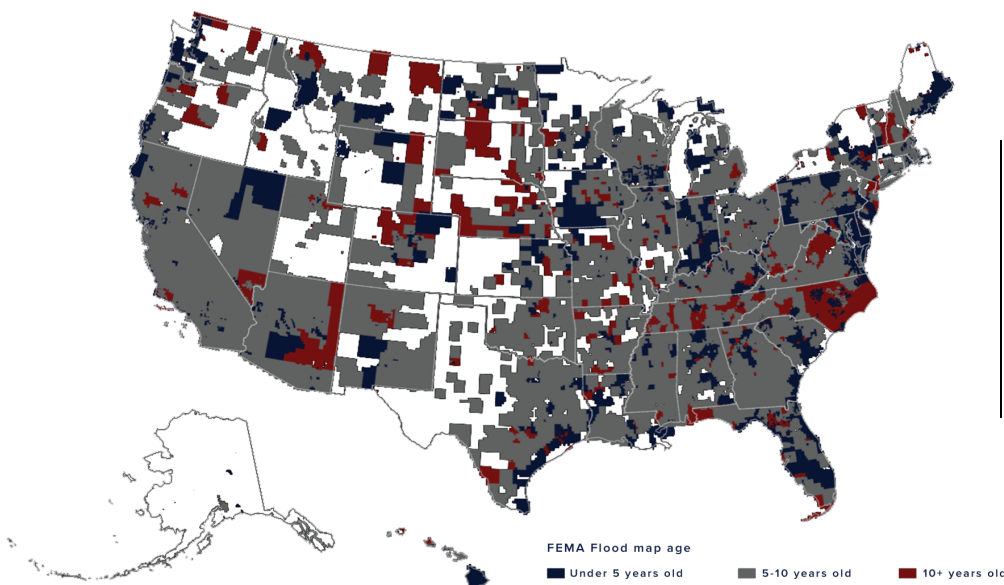 FEMA Flood map age
Under 5 years old
5-10 years old
10+ years old